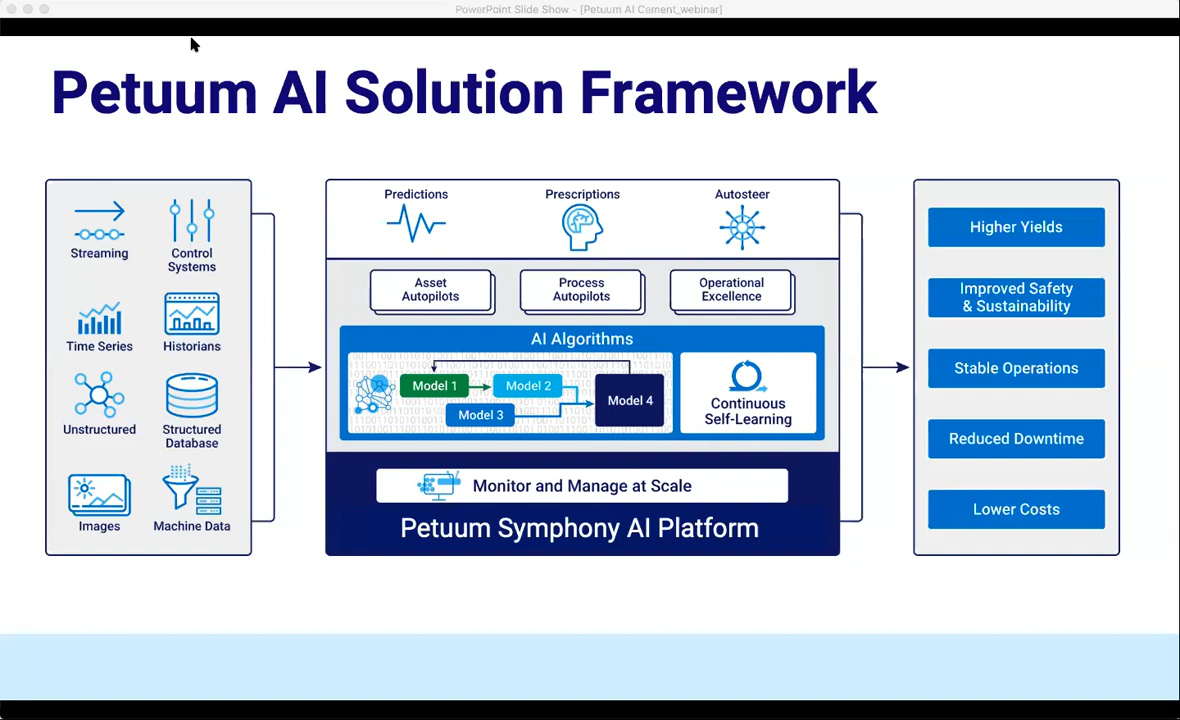 PowerPoint Slide Show - [Petuum AI Cement_webinar]
Petuum AI Solution Framework
Streaming
Control
Systems
Time Series
Historians
Unstructured
Structured
Database
Images
Machine Data
Predictions
Prescriptions
Autosteer
Asset
Autopilots
Process
Autopilots
Operational
Excellence
AI Algorithms
Model 1
Model 2
Model 3
Model 4
Continuous
Self-Learning
Monitor and Manage at Scale
Petuum Symphony AI Platform
Higher Yields
Improved Safety
& Sustainability
Stable Operations
Reduced Downtime
Lower Costs